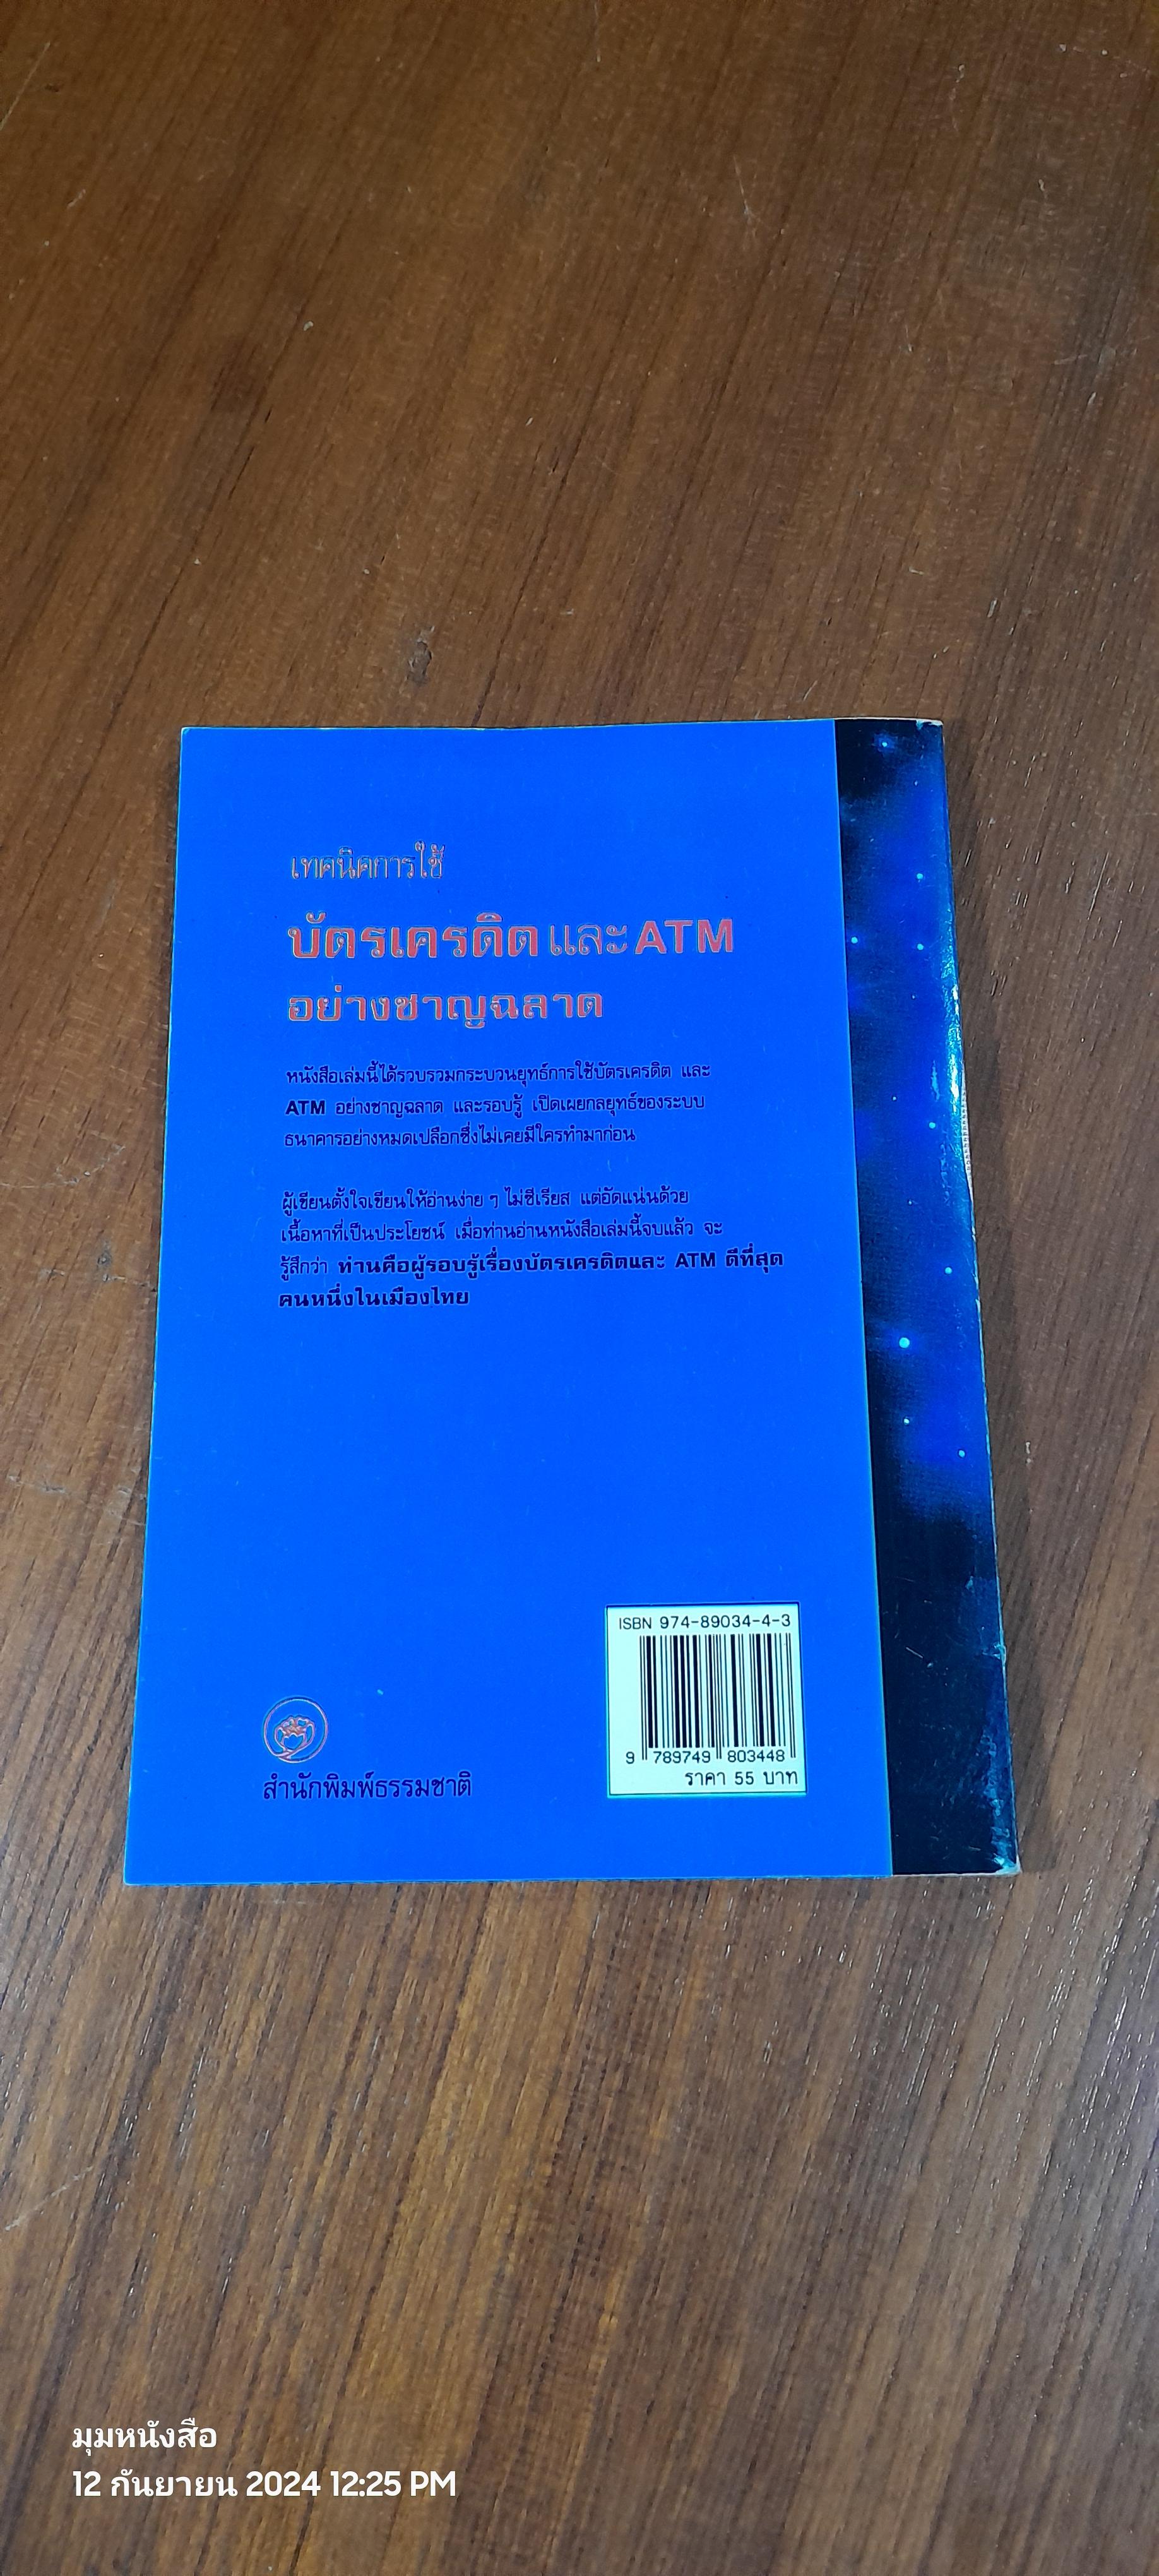 เทคนิคการใช้
บัตรเครดิตและ ATM
อย่างชาญฉลาด
หนังสือเล่มนี้ได้รวบรวมกระบวนยุทธ์การใช้บัตรเครดิต และ
ATM อย่างชาญฉลาด และรอบรู้ เปิดเผยกลยุทธ์ของระบบ
ธนาคารอย่างหมดเปลือกซึ่งไม่เคยมีใครทำมาก่อน
ผู้เขียนตั้งใจเขียนให้อ่านง่าย ๆ ไม่ซีเรียส แต่อัดแน่นด้วย
เนื้อหาที่เป็นประโยชน์ เมื่อท่านอ่านหนังสือเล่มนี้จบแล้ว จะ
รู้สึกว่า ท่านคือผู้รอบรู้เรื่องบัตรเครดิตและ ATM ดีที่สุด
คนหนึ่งในเมืองไทย
ISBN 974-89034-4-3
9 789749 803448
ราคา 55 บาท
สำนักพิมพ์ธรรมชาติ
มุมหนังสือ
12 กันยายน 2024 12:25 PM